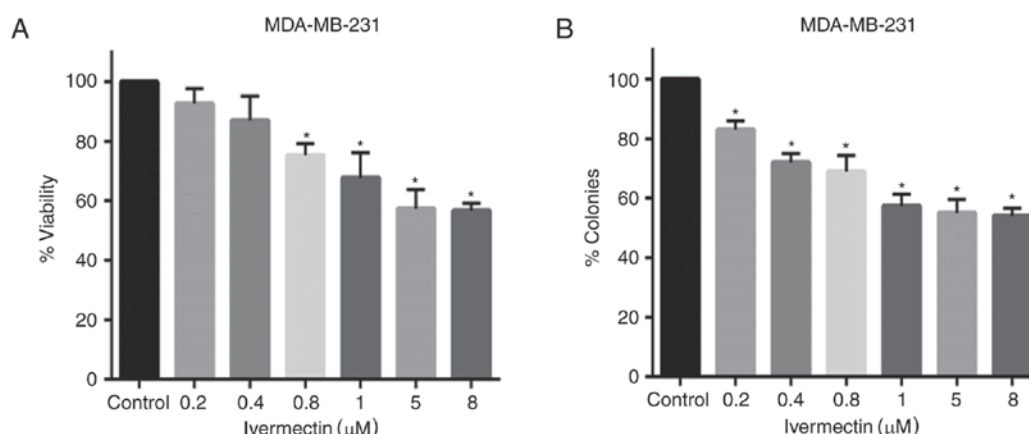 A
MDA-MB-231
% Viability
100
80
60
40
20
0
* * * *
Control 0.2 0.4 0.8 1 5 8
Ivermectin (μM)
B
MDA-MB-231
% Colonies
100
80
60
40
20
0
* * * * * *
Control 0.2 0.4 0.8 1 5 8
Ivermectin (μM)